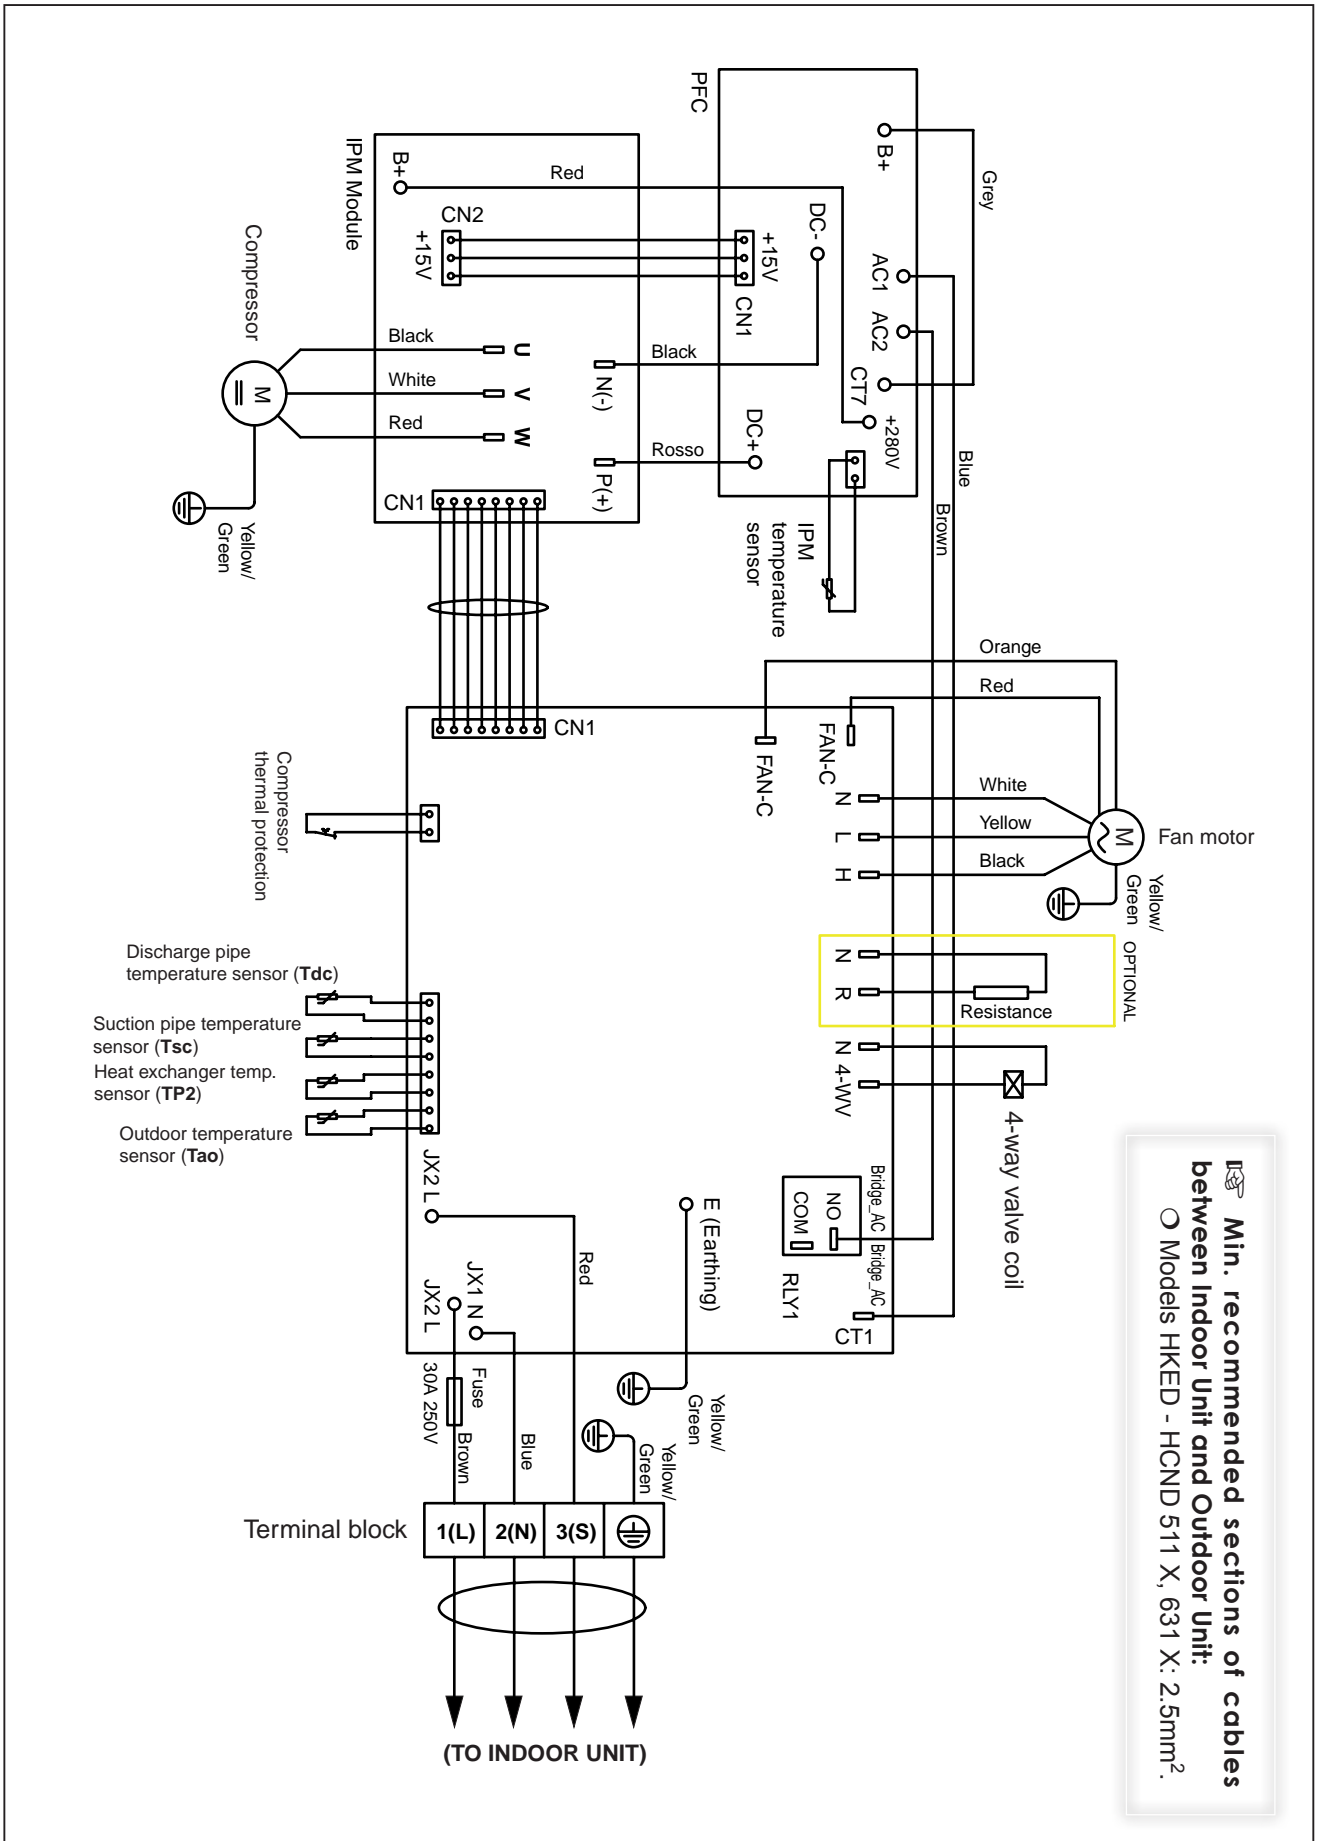 PFC
B+
Grey
IPM Module
B+
Red
DC-
AC1
AC2
CN2
+15V
+15V
CN1
Compressor
Black
U
White
V
Red
W
M
Black
N(-)
CT7
+280V
DC+
Rosso
P(+)
Blue
Brown
CN1
Yellow/
Green
IPM
temperature
sensor
Orange
Red
CN1
FAN-C
FAN-C
White
N
Yellow
L
Black
H
M
Fan motor
Yellow/
Green
Compressor
thermal protection
OPTIONAL
N
R
Resistance
N
4-WV
4-way valve coil
Discharge pipe
temperature sensor (Tdc)
Suction pipe temperature
sensor (Tsc)
Heat exchanger temp.
sensor (TP2)
Outdoor temperature
sensor (Tao)
JX2 L
Red
E (Earthing)
NO
COM
RLY1
Bridge_AC
Bridge_AC
CT1
JX1 N
JX2 L
Fuse
30A 250V
Brown
Blue
Yellow/
Green
Yellow/
Green
Terminal block
1(L)
2(N)
3(S)
(TO INDOOR UNIT)
☞ Min. recommended sections of cables
between Indoor Unit and Outdoor Unit:
❍ Models HKED - HCND 511 X, 631 X: 2.5mm².